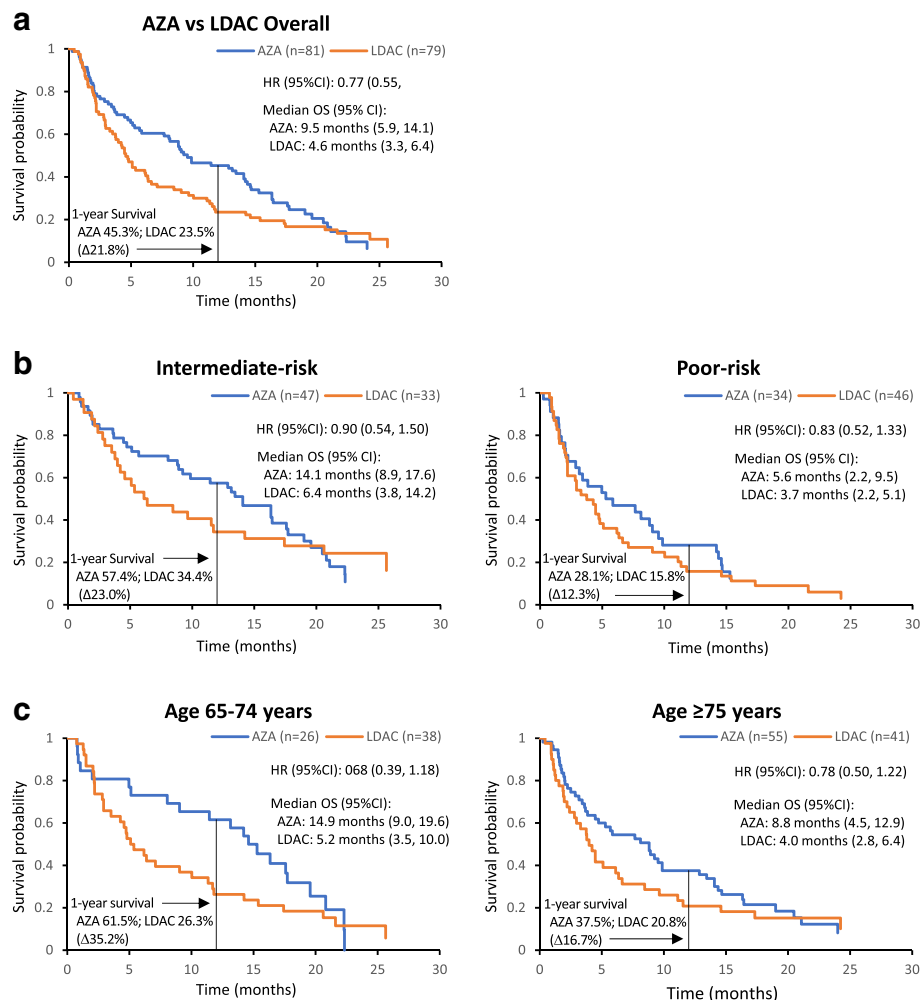 a
AZA vs LDAC Overall
AZA (n=81) LDAC (n=79)
HR (95%CI): 0.77 (0.55,
Median OS (95% CI):
AZA: 9.5 months (5.9, 14.1)
LDAC: 4.6 months (3.3, 6.4)
1-year Survival
AZA 45.3%; LDAC 23.5%
(Δ21.8%)
Survival probability
1
0.8
0.6
0.4
0.2
0
0 5 10 15 20 25 30
Time (months)
b
Intermediate-risk
AZA (n=47) LDAC (n=33)
HR (95%CI): 0.90 (0.54, 1.50)
Median OS (95% CI):
AZA: 14.1 months (8.9, 17.6)
LDAC: 6.4 months (3.8, 14.2)
1-year Survival
AZA 57.4%; LDAC 34.4%
(Δ23.0%)
Survival probability
1
0.8
0.6
0.4
0.2
0
0 5 10 15 20 25 30
Time (months)
Poor-risk
AZA (n=34) LDAC (n=46)
HR (95%CI): 0.83 (0.52, 1.33)
Median OS (95% CI):
AZA: 5.6 months (2.2, 9.5)
LDAC: 3.7 months (2.2, 5.1)
1-year Survival
AZA 28.1%; LDAC 15.8%
(Δ12.3%)
Survival probability
1
0.8
0.6
0.4
0.2
0
0 5 10 15 20 25 30
Time (months)
c
Age 65-74 years
AZA (n=26) LDAC (n=38)
HR (95%CI): 068 (0.39, 1.18)
Median OS (95%CI):
AZA: 14.9 months (9.0, 19.6)
LDAC: 5.2 months (3.5, 10.0)
1-year survival
AZA 61.5%; LDAC 26.3%
(Δ35.2%)
Survival probability
1
0.8
0.6
0.4
0.2
0
0 5 10 15 20 25 30
Time (months)
Age ≥75 years
AZA (n=55) LDAC (n=41)
HR (95%CI): 0.78 (0.50, 1.22)
Median OS (95%CI):
AZA: 8.8 months (4.5, 12.9)
LDAC: 4.0 months (2.8, 6.4)
1-year survival
AZA 37.5%; LDAC 20.8%
(Δ16.7%)
Survival probability
1
0.8
0.6
0.4
0.2
0
0 5 10 15 20 25 30
Time (months)